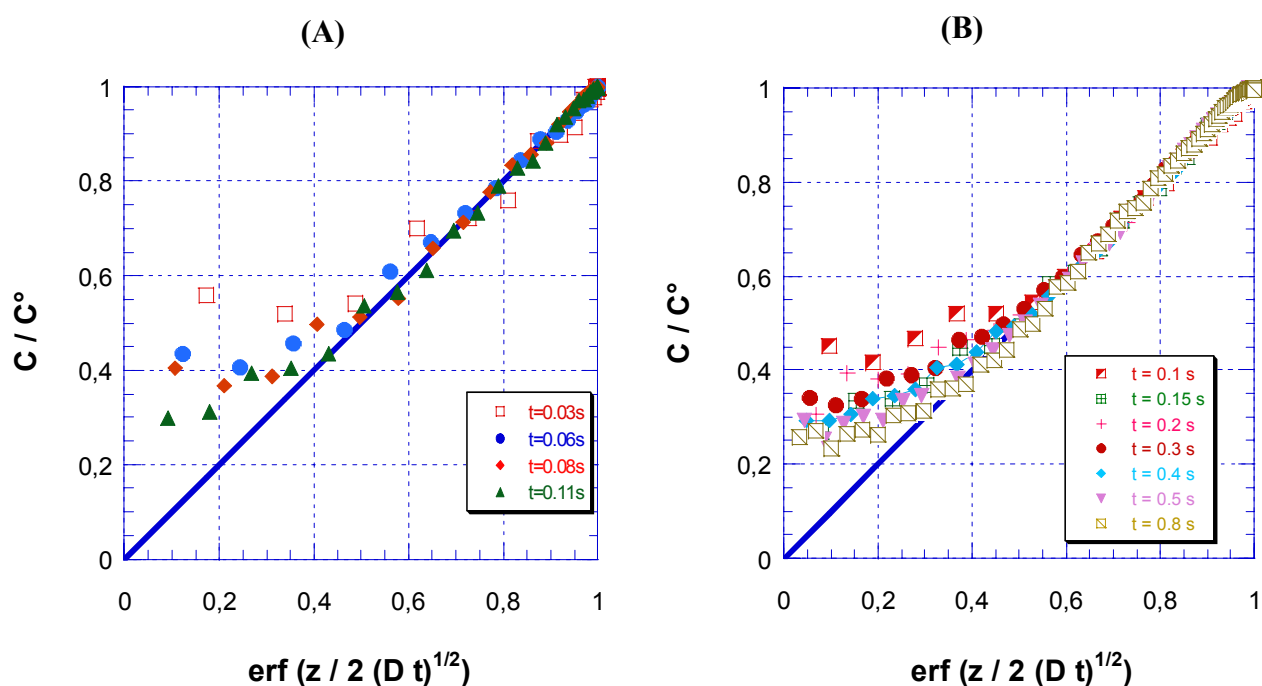 (A)
C / C°
1
0,8
0,6
0,4
0,2
0
0 0,2 0,4 0,6 0,8 1
t=0.03s
t=0.06s
t=0.08s
t=0.11s
erf (z / 2 (D t)^1/2)
(B)
C / C°
1
0,8
0,6
0,4
0,2
0
0 0,2 0,4 0,6 0,8 1
t = 0.1 s
t = 0.15 s
t = 0.2 s
t = 0.3 s
t = 0.4 s
t = 0.5 s
t = 0.8 s
erf (z / 2 (D t)^1/2)